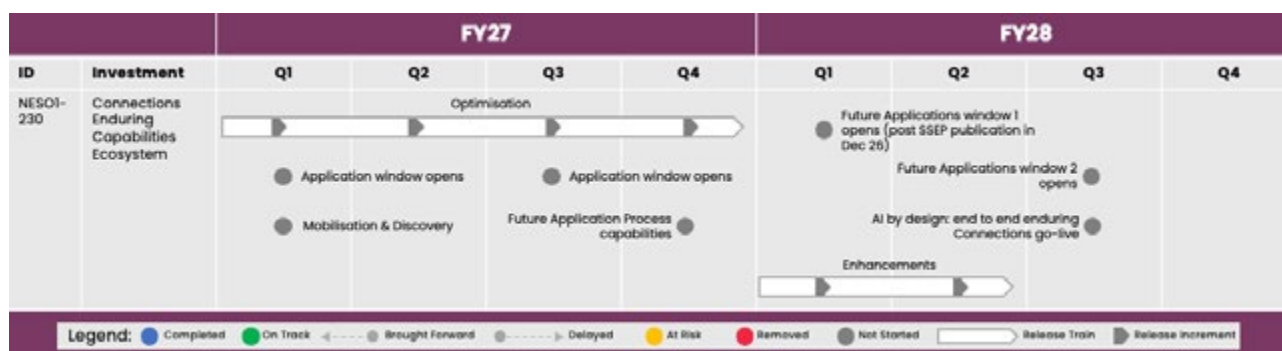 FY27 FY28
ID Investment Q1 Q2 Q3 Q4 Q1 Q2 Q3 Q4
NESO1-
230
Connections
Enduring
Capabilities
Ecosystem
Optimisation
Application window opens
Application window opens
Mobilisation & Discovery
Future Application Process
capabilities
Future Applications window 1
opens (post SSEP publication in
Dec 26)
Future Applications window 2
opens
AI by design: end to end enduring
Connections go-live
Enhancements
Legend: Completed On Track Brought Forward Delayed At Risk Removed Not Started Release Train Release Increment